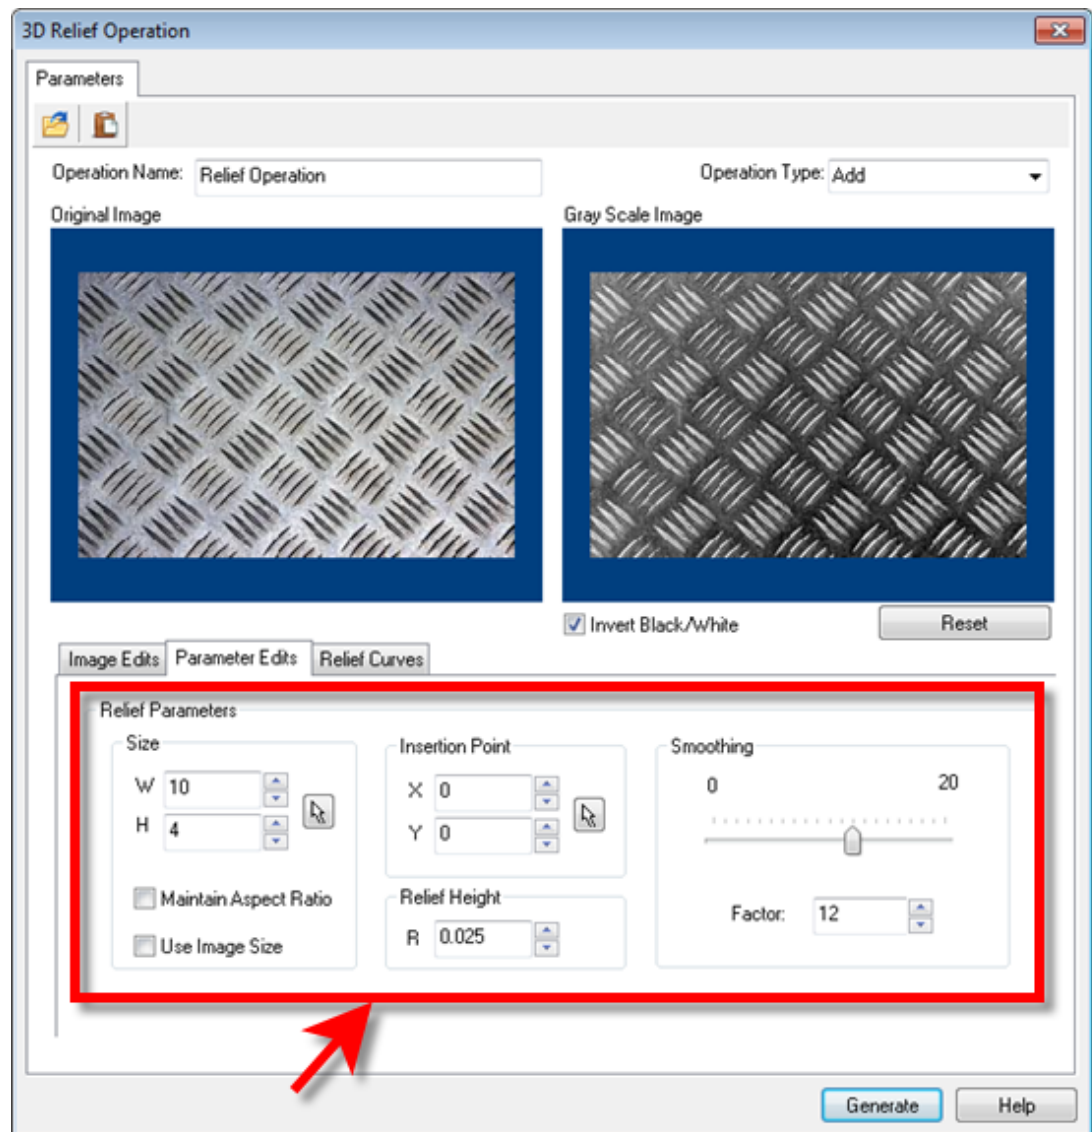 3D Relief Operation
Parameters
Operation Name: Relief Operation
Operation Type: Add
Original Image
Gray Scale Image
Invert Black/White
Reset
Image Edits Parameter Edits Relief Curves
Relief Parameters
Size
W 10
H 4
Maintain Aspect Ratio
Use Image Size
Insertion Point
X 0
Y 0
Relief Height
R 0.025
Smoothing
0 20
Factor: 12
Generate Help